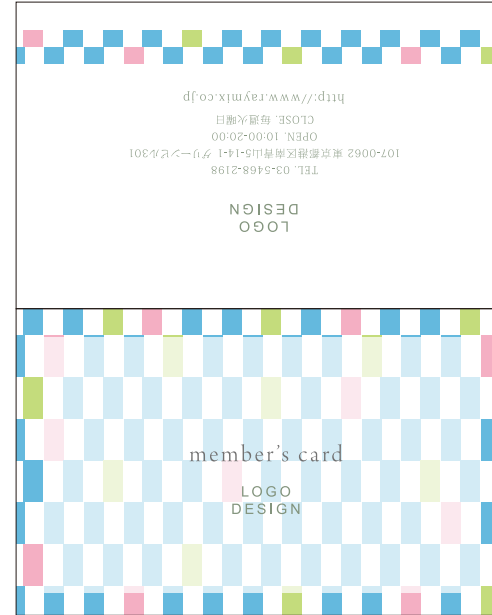 LOGO
DESIGN
TEL. 03-5468-2198
107-0062 東京都港区南青山5-14-1 グリーンビル301
OPEN. 10:00-20:00
CLOSE. 毎週火曜日
http://www.raymix.co.jp
member's card
LOGO
DESIGN